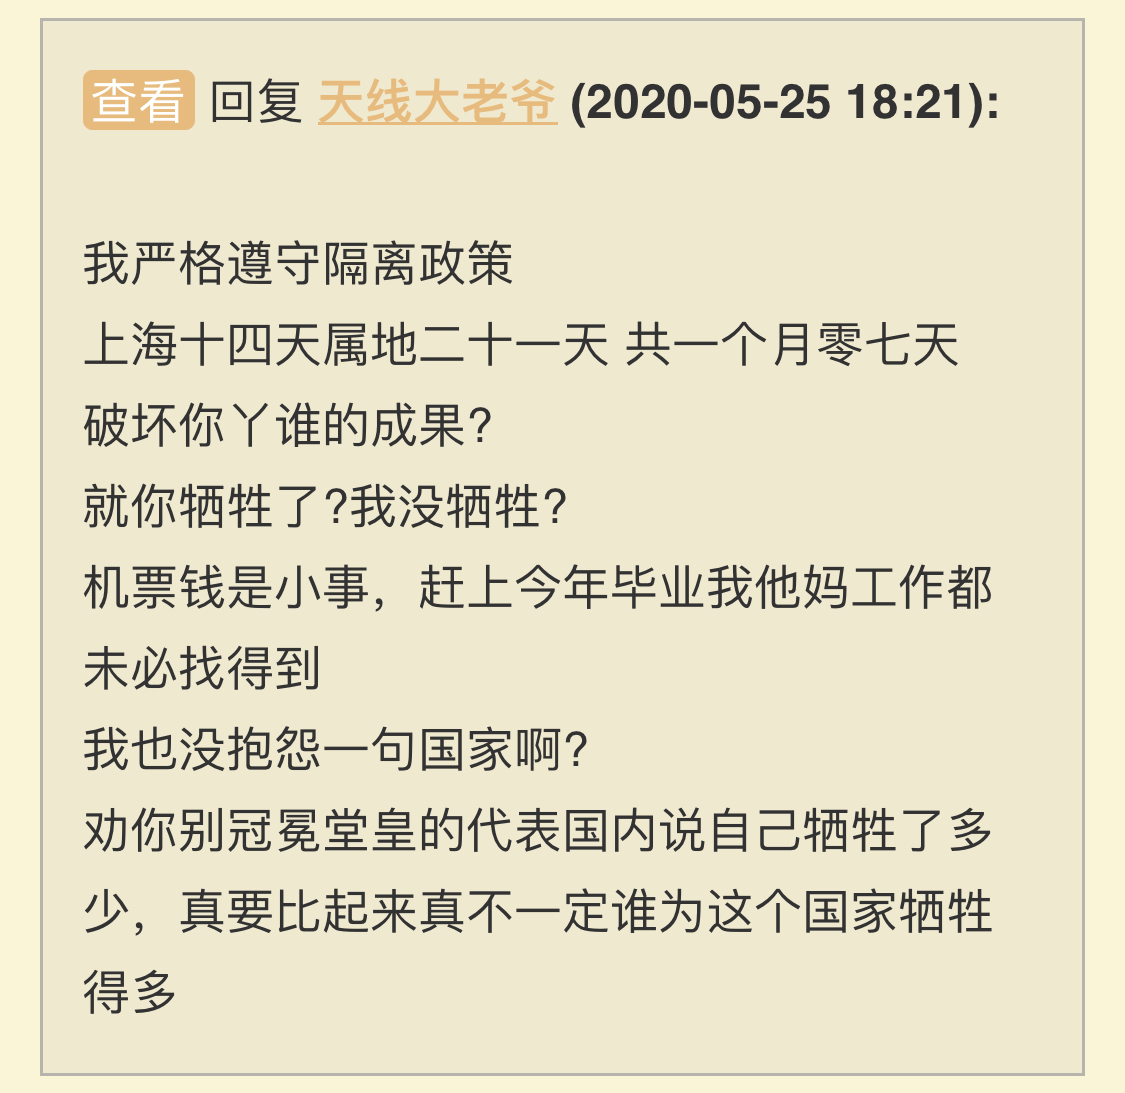 查看 回复 天线大老爷 (2020-05-25 18:21):
我严格遵守隔离政策
上海十四天属地二十一天 共一个月零七天
破坏你丫谁的成果?
就你牺牲了?我没牺牲?
机票钱是小事，赶上今年毕业我他妈工作都
未必找得到
我也没抱怨一句国家啊?
劝你别冠冕堂皇的代表国内说自己牺牲了多
少，真要比起来真不一定谁为这个国家牺牲
得多